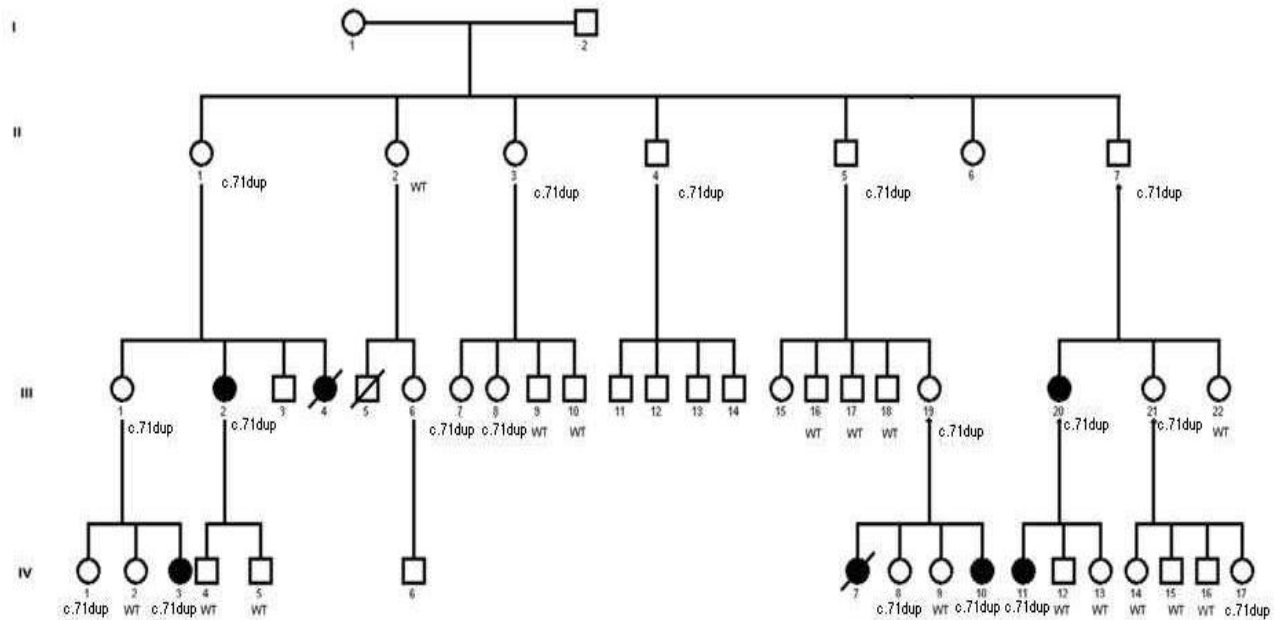 I
1 2
II
1 2 3 4 5 6 7
c.71dup WT c.71dup c.71dup c.71dup c.71dup
III
1 2 3 4 5 6 7 8 9 10 11 12 13 14 15 16 17 18 19 20 21 22
c.71dup c.71dup c.71dup c.71dup WT WT WT WT WT c.71dup c.71dup c.71dup WT
IV
1 2 3 4 5 6 7 8 9 10 11 12 13 14 15 16 17
c.71dup WT c.71dup WT WT c.71dup WT c.71dup c.71dup WT WT WT WT WT c.71dup